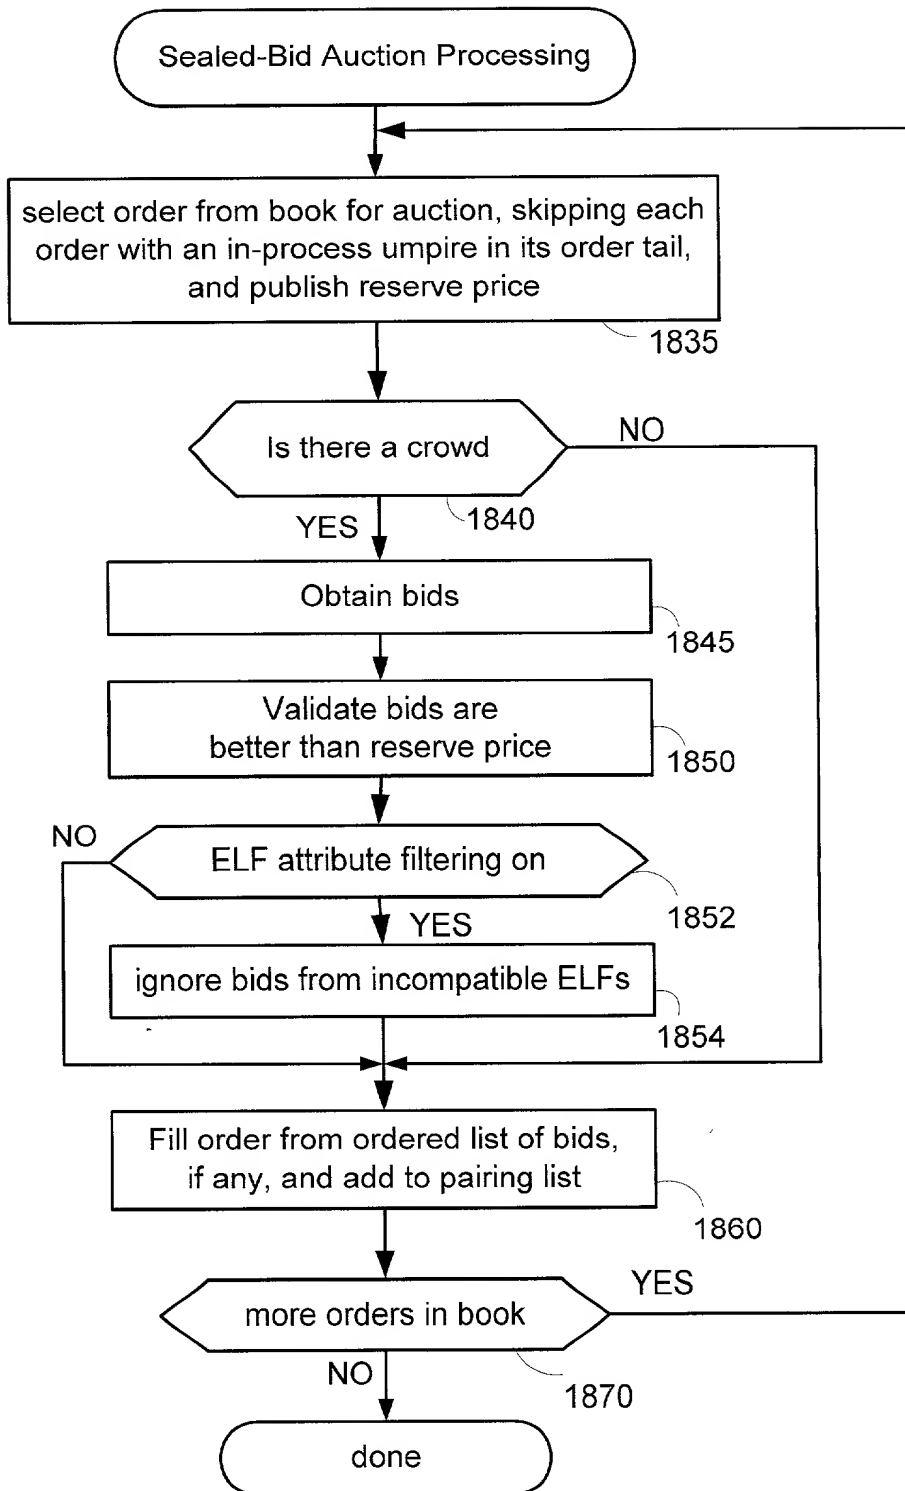 Sealed-Bid Auction Processing
select order from book for auction, skipping each
order with an in-process umpire in its order tail,
and publish reserve price
1835
Is there a crowd
NO
1840
YES
Obtain bids
1845
Validate bids are
better than reserve price
1850
NO
ELF attribute filtering on
1852
YES
ignore bids from incompatible ELFs
1854
Fill order from ordered list of bids,
if any, and add to pairing list
1860
YES
more orders in book
NO
1870
done